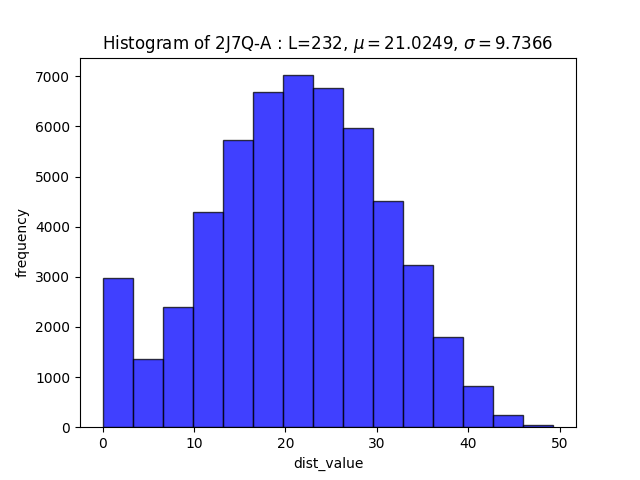 Histogram of 2J7Q-A : L=232, μ = 21.0249, σ = 9.7366
7000
6000
5000
4000
3000
2000
1000
0
frequency
0 10 20 30 40 50
dist_value